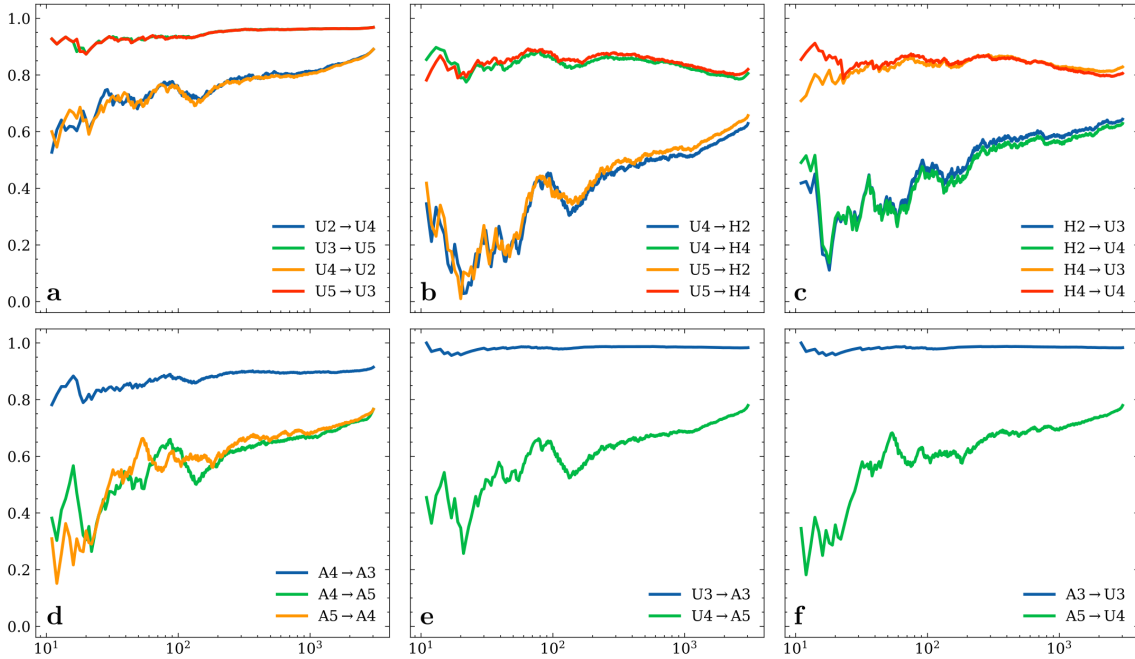 1.0
0.8
0.6
0.4
0.2
0.0
U2→U4
U3→U5
U4→U2
U5→U3
a
U4→H2
U4→H4
U5→H2
U5→H4
b
H2→U3
H2→U4
H4→U3
H4→U4
c
1.0
0.8
0.6
0.4
0.2
0.0
A4→A3
A4→A5
A5→A4
d
U3→A3
U4→A5
e
A3→U3
A5→U4
f
10¹ 10² 10³ 10¹ 10² 10³ 10¹ 10² 10³